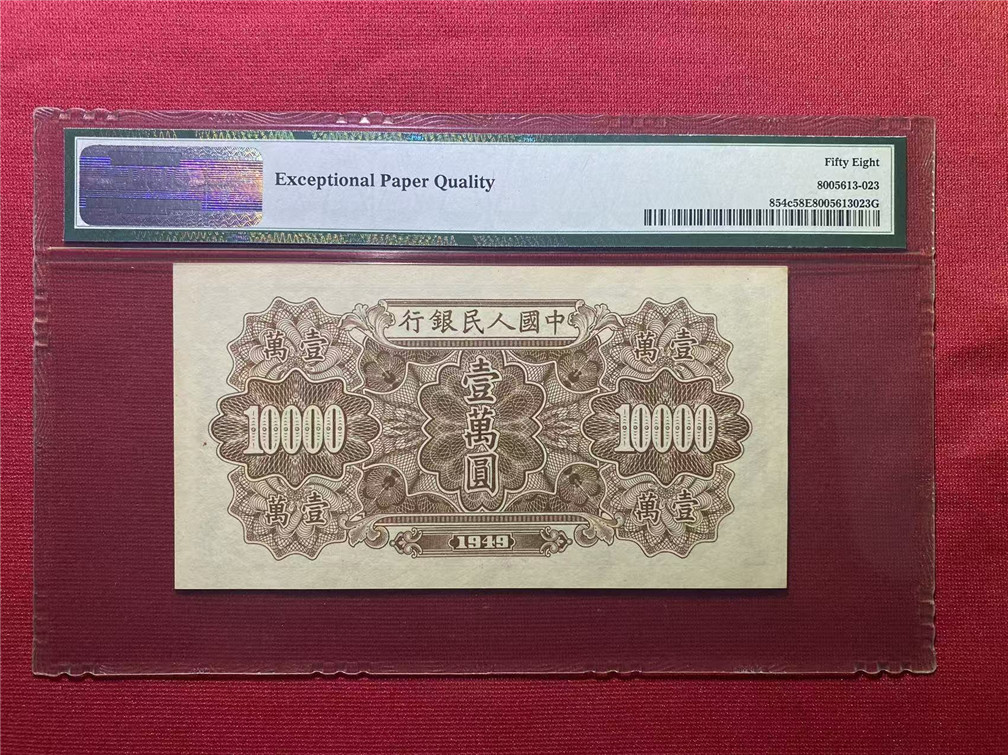 Exceptional Paper Quality
Fifty Eight
8005613-023
854c58E8005613023G
行銀民人國中
萬壹
萬壹
壹萬圓
10000
10000
萬壹
萬壹
1949